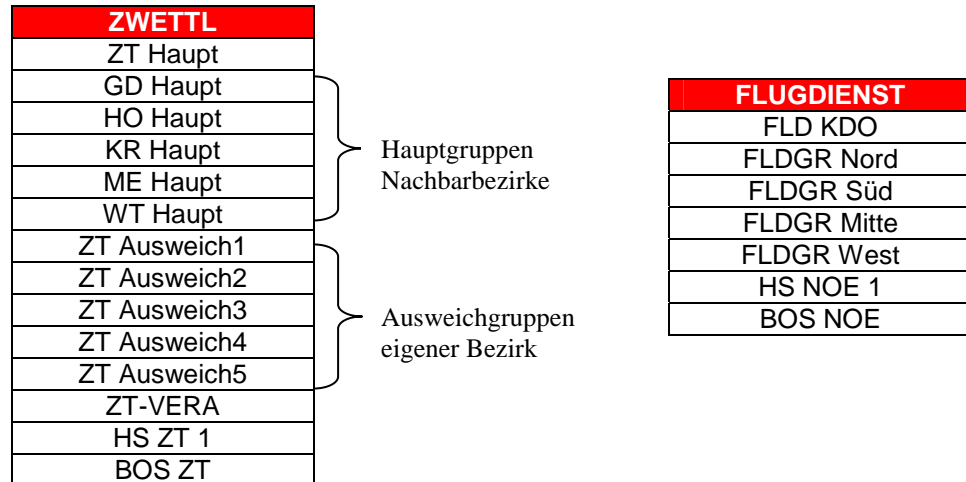 ZWETTL
ZT Haupt
GD Haupt
HO Haupt
KR Haupt
ME Haupt
WT Haupt
ZT Ausweich1
ZT Ausweich2
ZT Ausweich3
ZT Ausweich4
ZT Ausweich5
ZT-VERA
HS ZT 1
BOS ZT
Hauptgruppen
Nachbarbezirke
Ausweichgruppen
eigener Bezirk
FLUGDIENST
FLD KDO
FLDGR Nord
FLDGR Süd
FLDGR Mitte
FLDGR West
HS NOE 1
BOS NOE